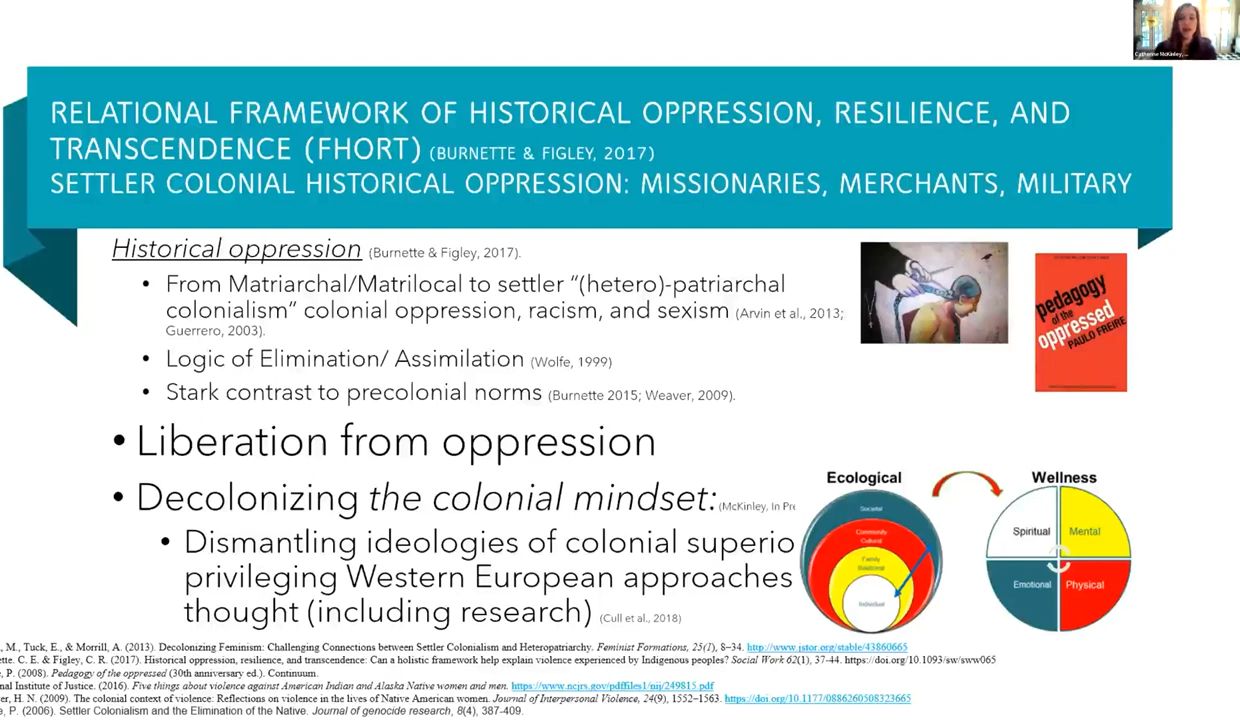 Catherine McKinley, ...
RELATIONAL FRAMEWORK OF HISTORICAL OPPRESSION, RESILIENCE, AND
TRANSCENDENCE (FHORT) (BURNETTE & FIGLEY, 2017)
SETTLER COLONIAL HISTORICAL OPPRESSION: MISSIONARIES, MERCHANTS, MILITARY
Historical oppression (Burnette & Figley, 2017).
• From Matriarchal/Matrilocal to settler “(hetero)-patriarchal
colonialism” colonial oppression, racism, and sexism (Arvin et al., 2013;
Guerrero, 2003).
• Logic of Elimination/ Assimilation (Wolfe, 1999)
• Stark contrast to precolonial norms (Burnette 2015; Weaver, 2009).
• Liberation from oppression
• Decolonizing the colonial mindset: (McKinley, In Pre
• Dismantling ideologies of colonial superio
privileging Western European approaches
thought (including research) (Cull et al., 2018)
pedagogy
of the
oppressed
PAULO FREIRE
Ecological
Societal
Community
Cultural
Family
Relational
Individual
Wellness
Spiritual
Mental
Emotional
Physical
, M., Tuck, E., & Morrill, A. (2013). Decolonizing Feminism: Challenging Connections between Settler Colonialism and Heteropatriarchy. Feminist Formations, 25(1), 8–34. http://www.jstor.org/stable/43860665
ette. C. E. & Figley, C. R. (2017). Historical oppression, resilience, and transcendence: Can a holistic framework help explain violence experienced by Indigenous peoples? Social Work 62(1), 37-44. https://doi.org/10.1093/sw/sww065
e, P. (2008). Pedagogy of the oppressed (30th anniversary ed.). Continuum.
nal Institute of Justice. (2016). Five things about violence against American Indian and Alaska Native women and men. https://www.ncjrs.gov/pdffiles1/nij/249815.pdf
er, H. N. (2009). The colonial context of violence: Reflections on violence in the lives of Native American women. Journal of Interpersonal Violence, 24(9), 1552–1563. https://doi.org/10.1177/0886260508323665
e, P. (2006). Settler Colonialism and the Elimination of the Native. Journal of genocide research, 8(4), 387-409.